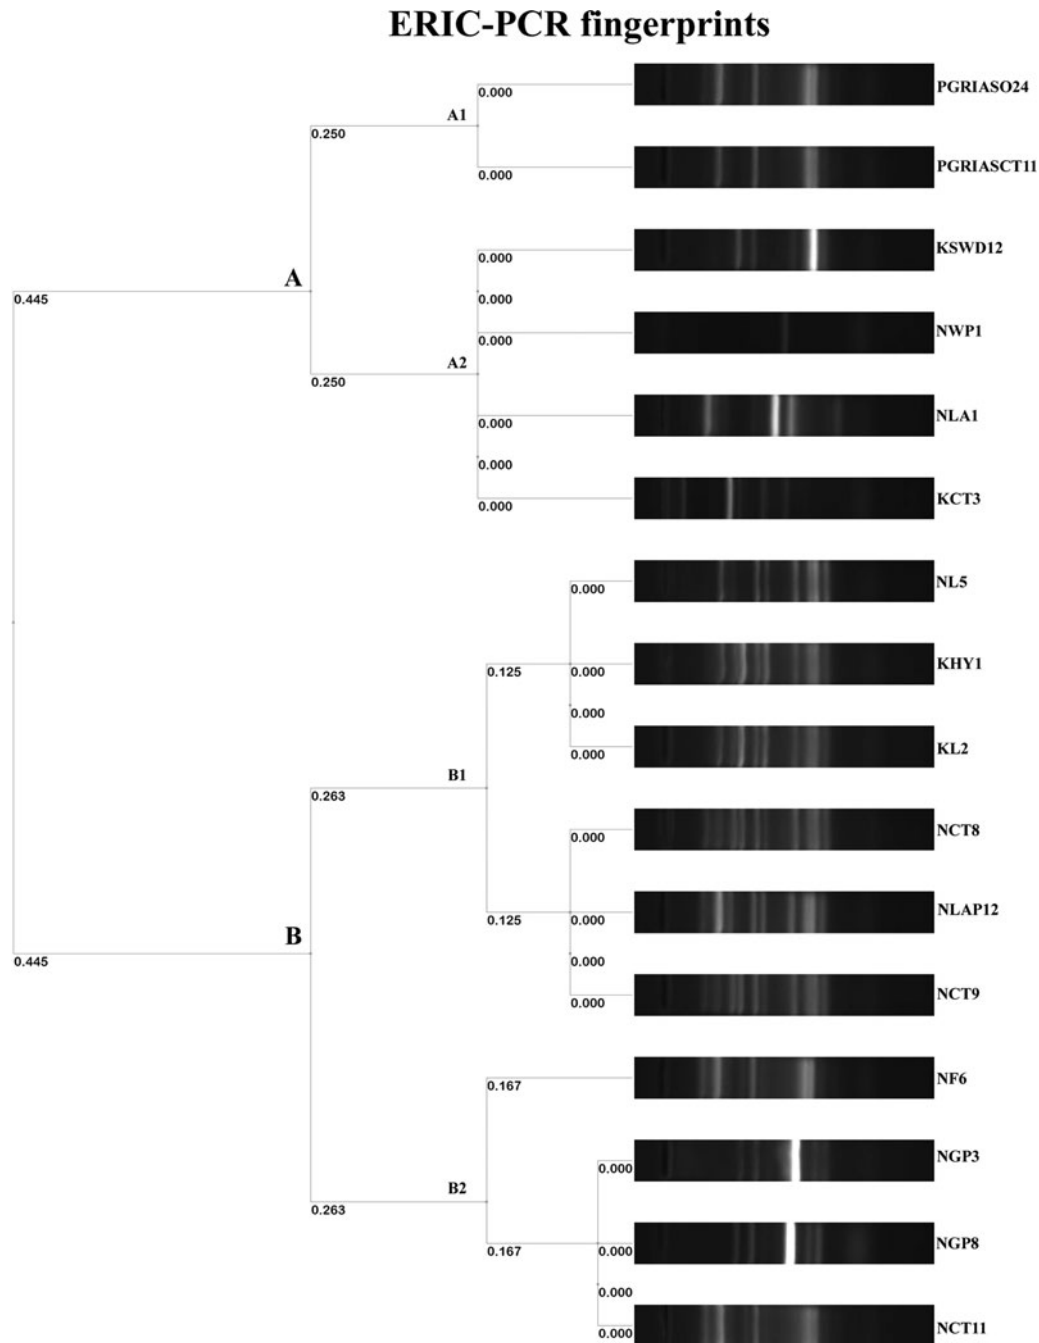 ERIC-PCR fingerprints
0.000 PGRIASO24
A1
0.250
0.000 PGRIASCT11
0.000 KSWD12
A
0.445
0.000
0.000 NWP1
A2
0.250
0.000 NLA1
0.000
0.000 KCT3
0.000 NL5
0.125 0.000 KHY1
0.000
0.000 KL2
B1
0.263
0.000 NCT8
0.125 0.000 NLAP12
B
0.445
0.000
0.000 NCT9
0.167 NF6
0.000 NGP3
B2
0.263
0.167 0.000 NGP8
0.000
0.000 NCT11